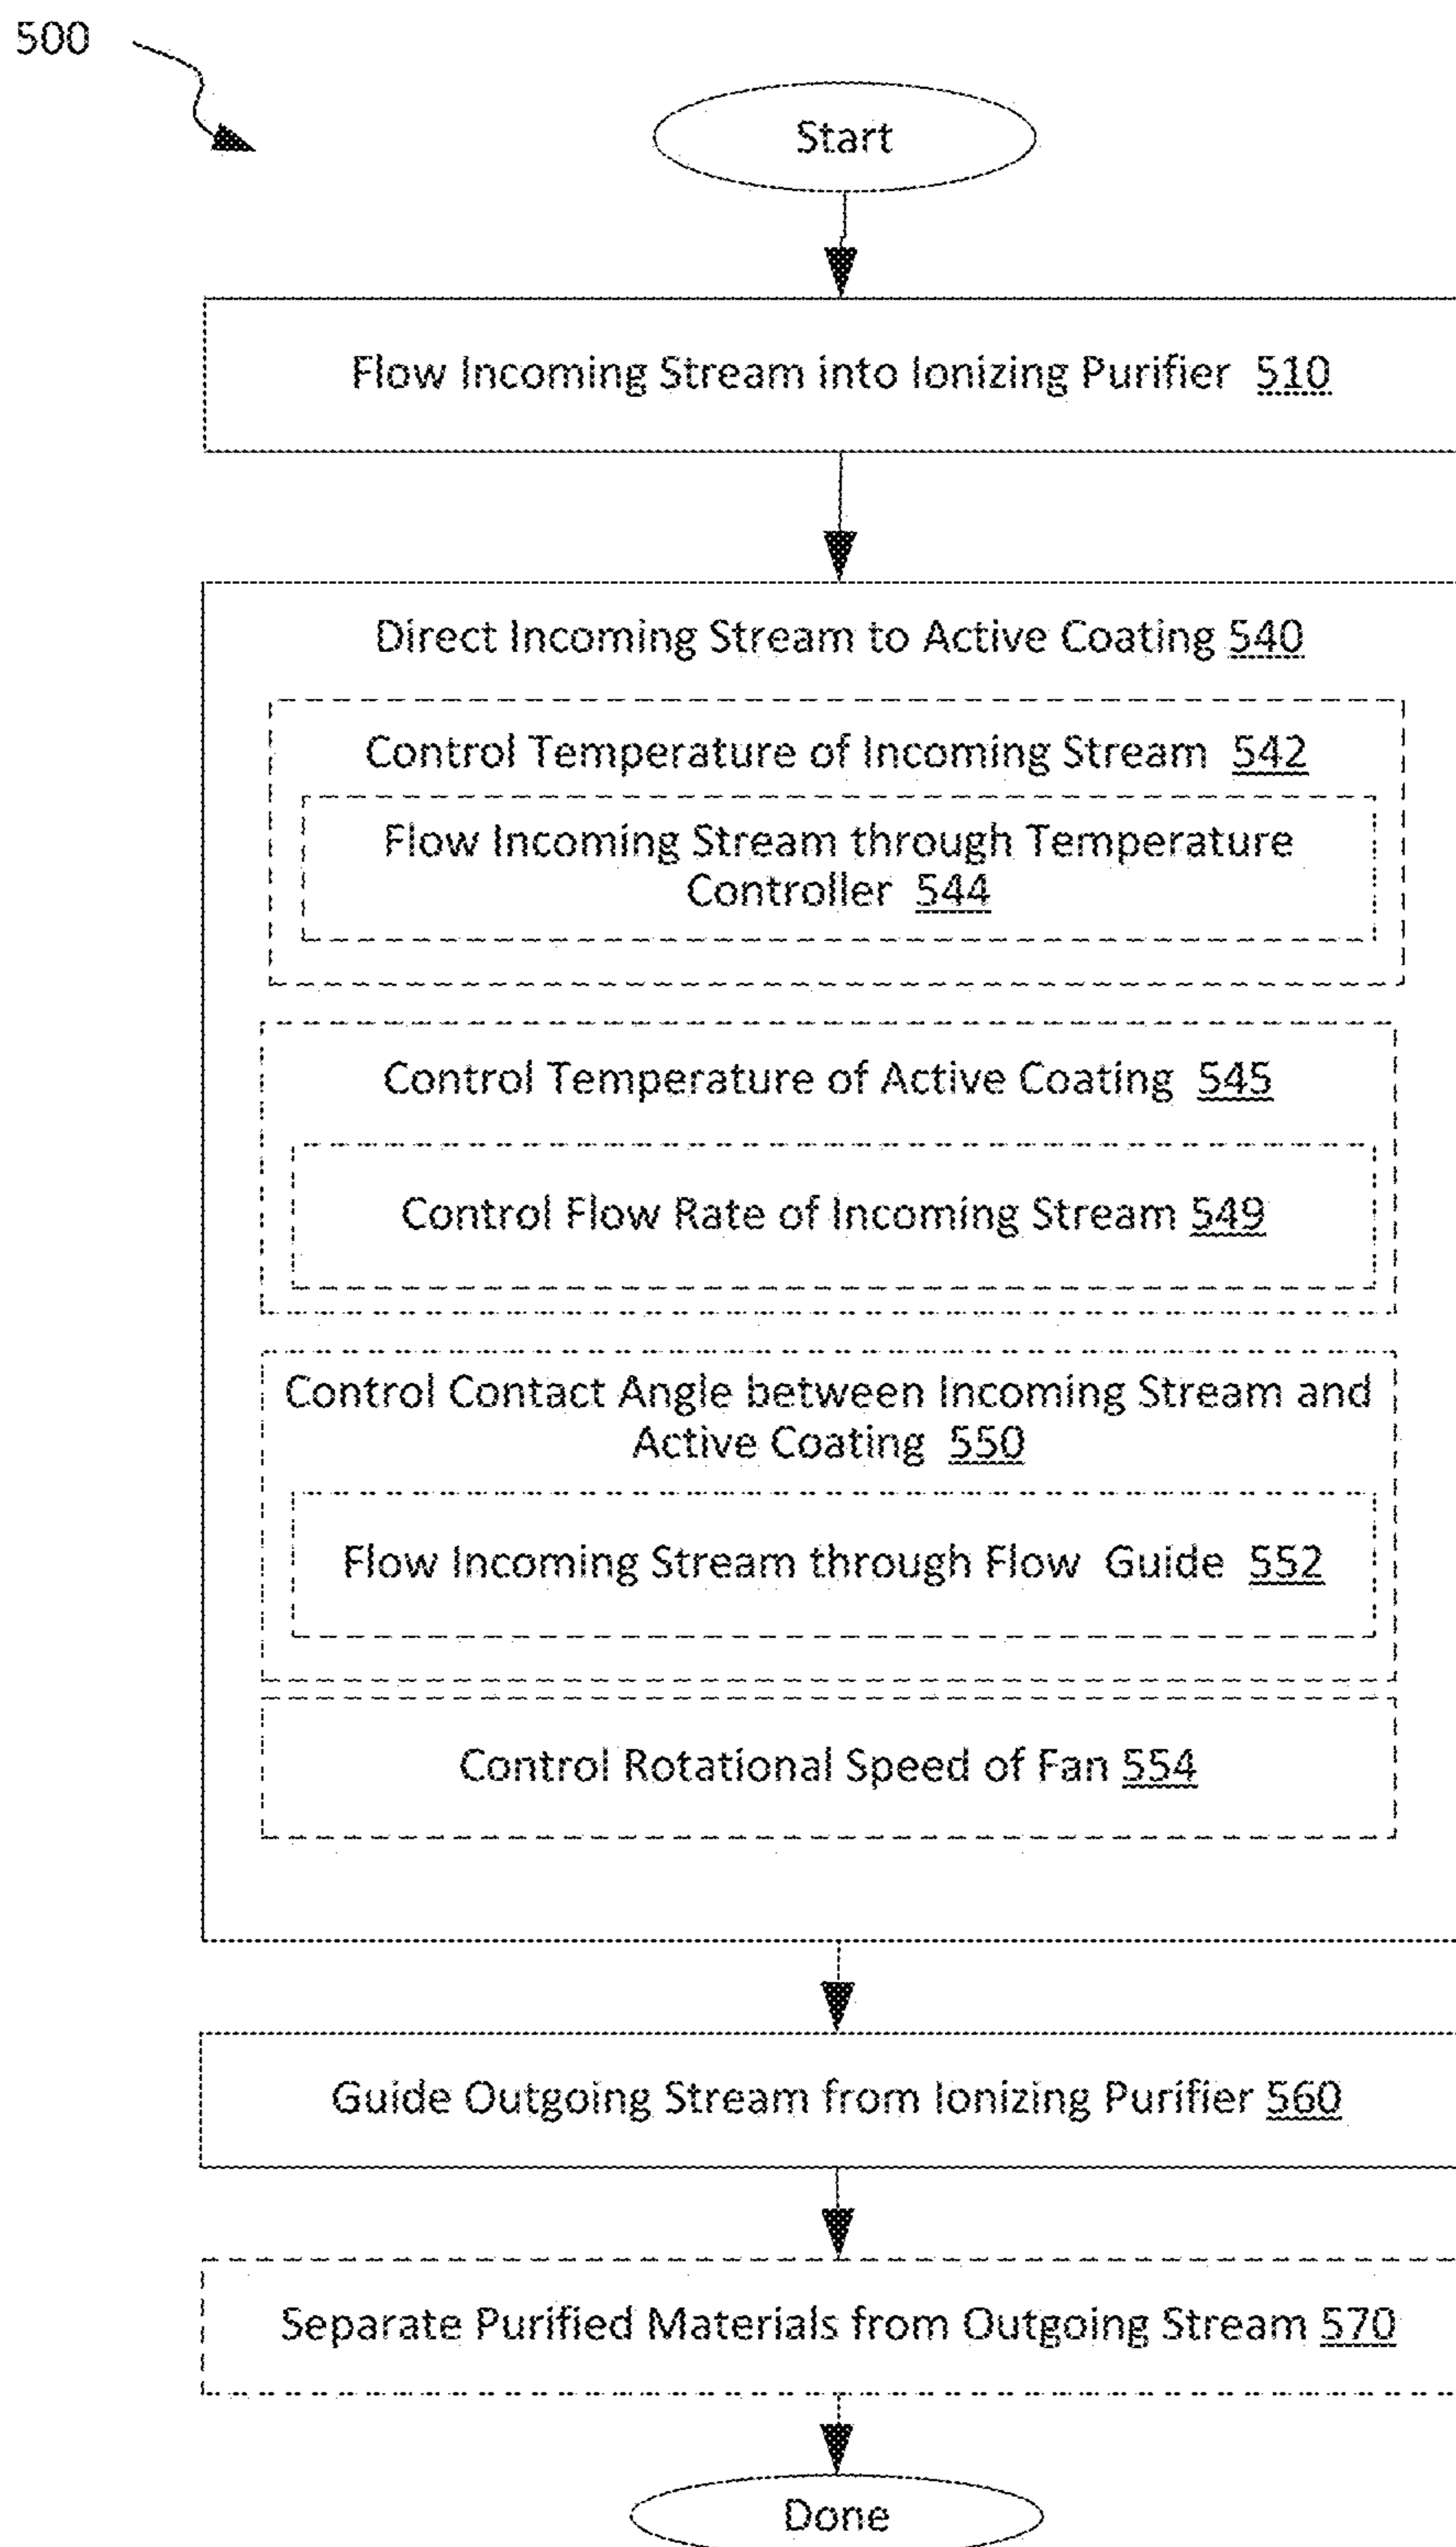 500
Start
Flow Incoming Stream into Ionizing Purifier 510
Direct Incoming Stream to Active Coating 540
Control Temperature of Incoming Stream 542
Flow Incoming Stream through Temperature
Controller 544
Control Temperature of Active Coating 545
Control Flow Rate of Incoming Stream 549
Control Contact Angle between Incoming Stream and
Active Coating 550
Flow Incoming Stream through Flow Guide 552
Control Rotational Speed of Fan 554
Guide Outgoing Stream from Ionizing Purifier 560
Separate Purified Materials from Outgoing Stream 570
Done